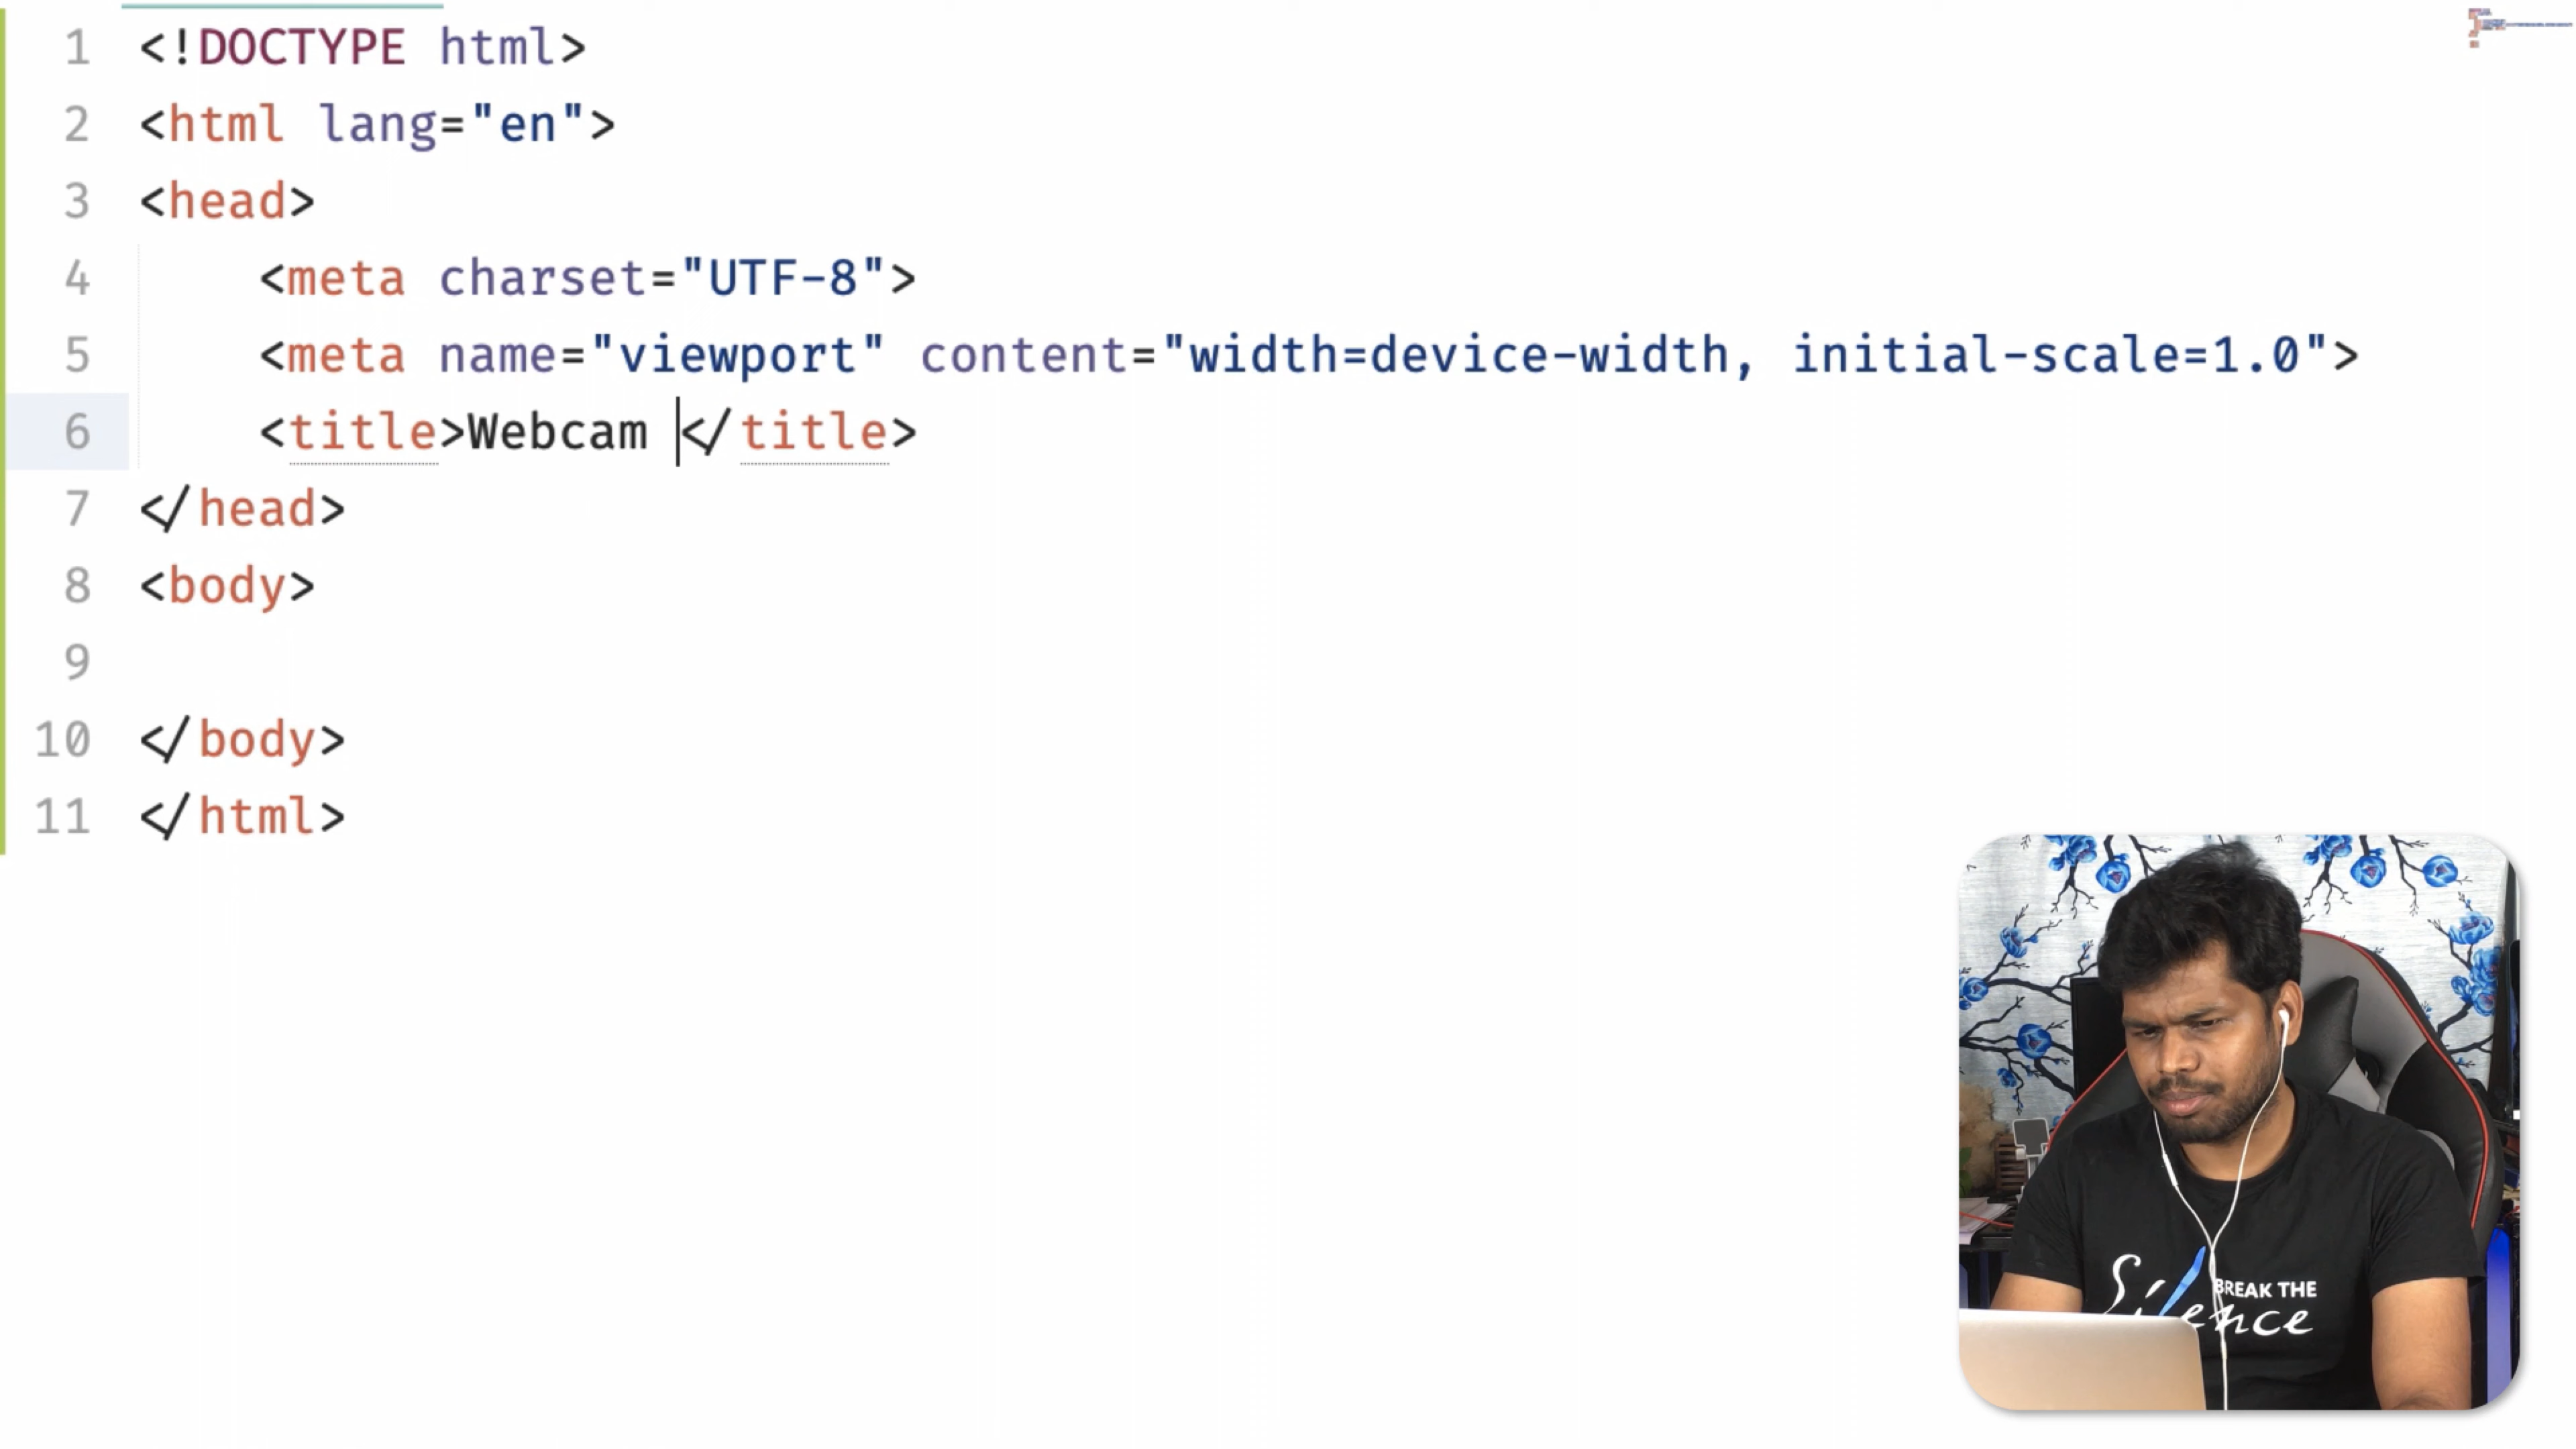 1 <!DOCTYPE html>
2 <html lang="en">
3 <head>
4     <meta charset="UTF-8">
5     <meta name="viewport" content="width=device-width, initial-scale=1.0">
6     <title>Webcam </title>
7 </head>
8 <body>
9
10 </body>
11 </html>
BREAK THE
Silence